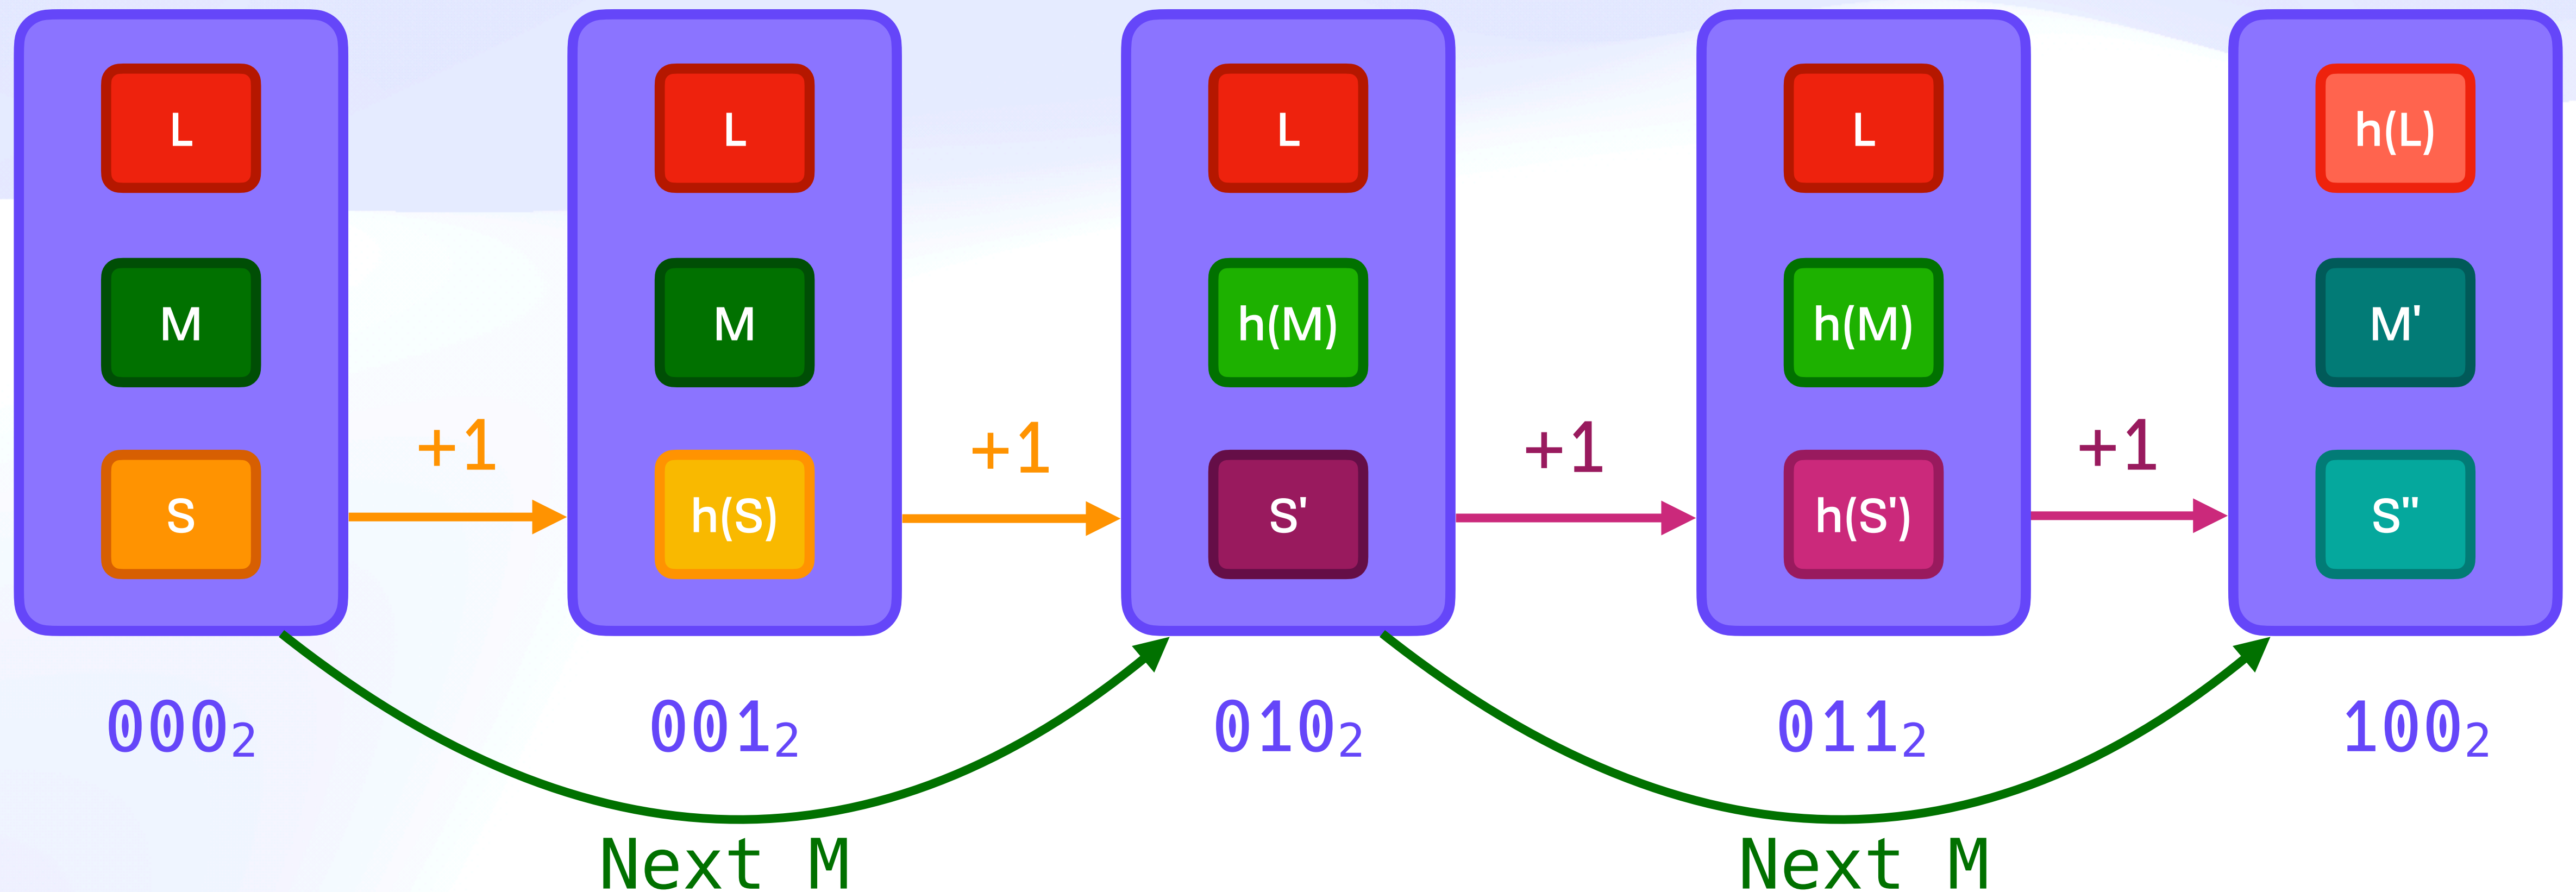 L
M
S
000₂
+1
L
M
h(S)
001₂
+1
L
h(M)
S'
010₂
+1
L
h(M)
h(S')
011₂
+1
h(L)
M'
S"
100₂
Next M
Next M